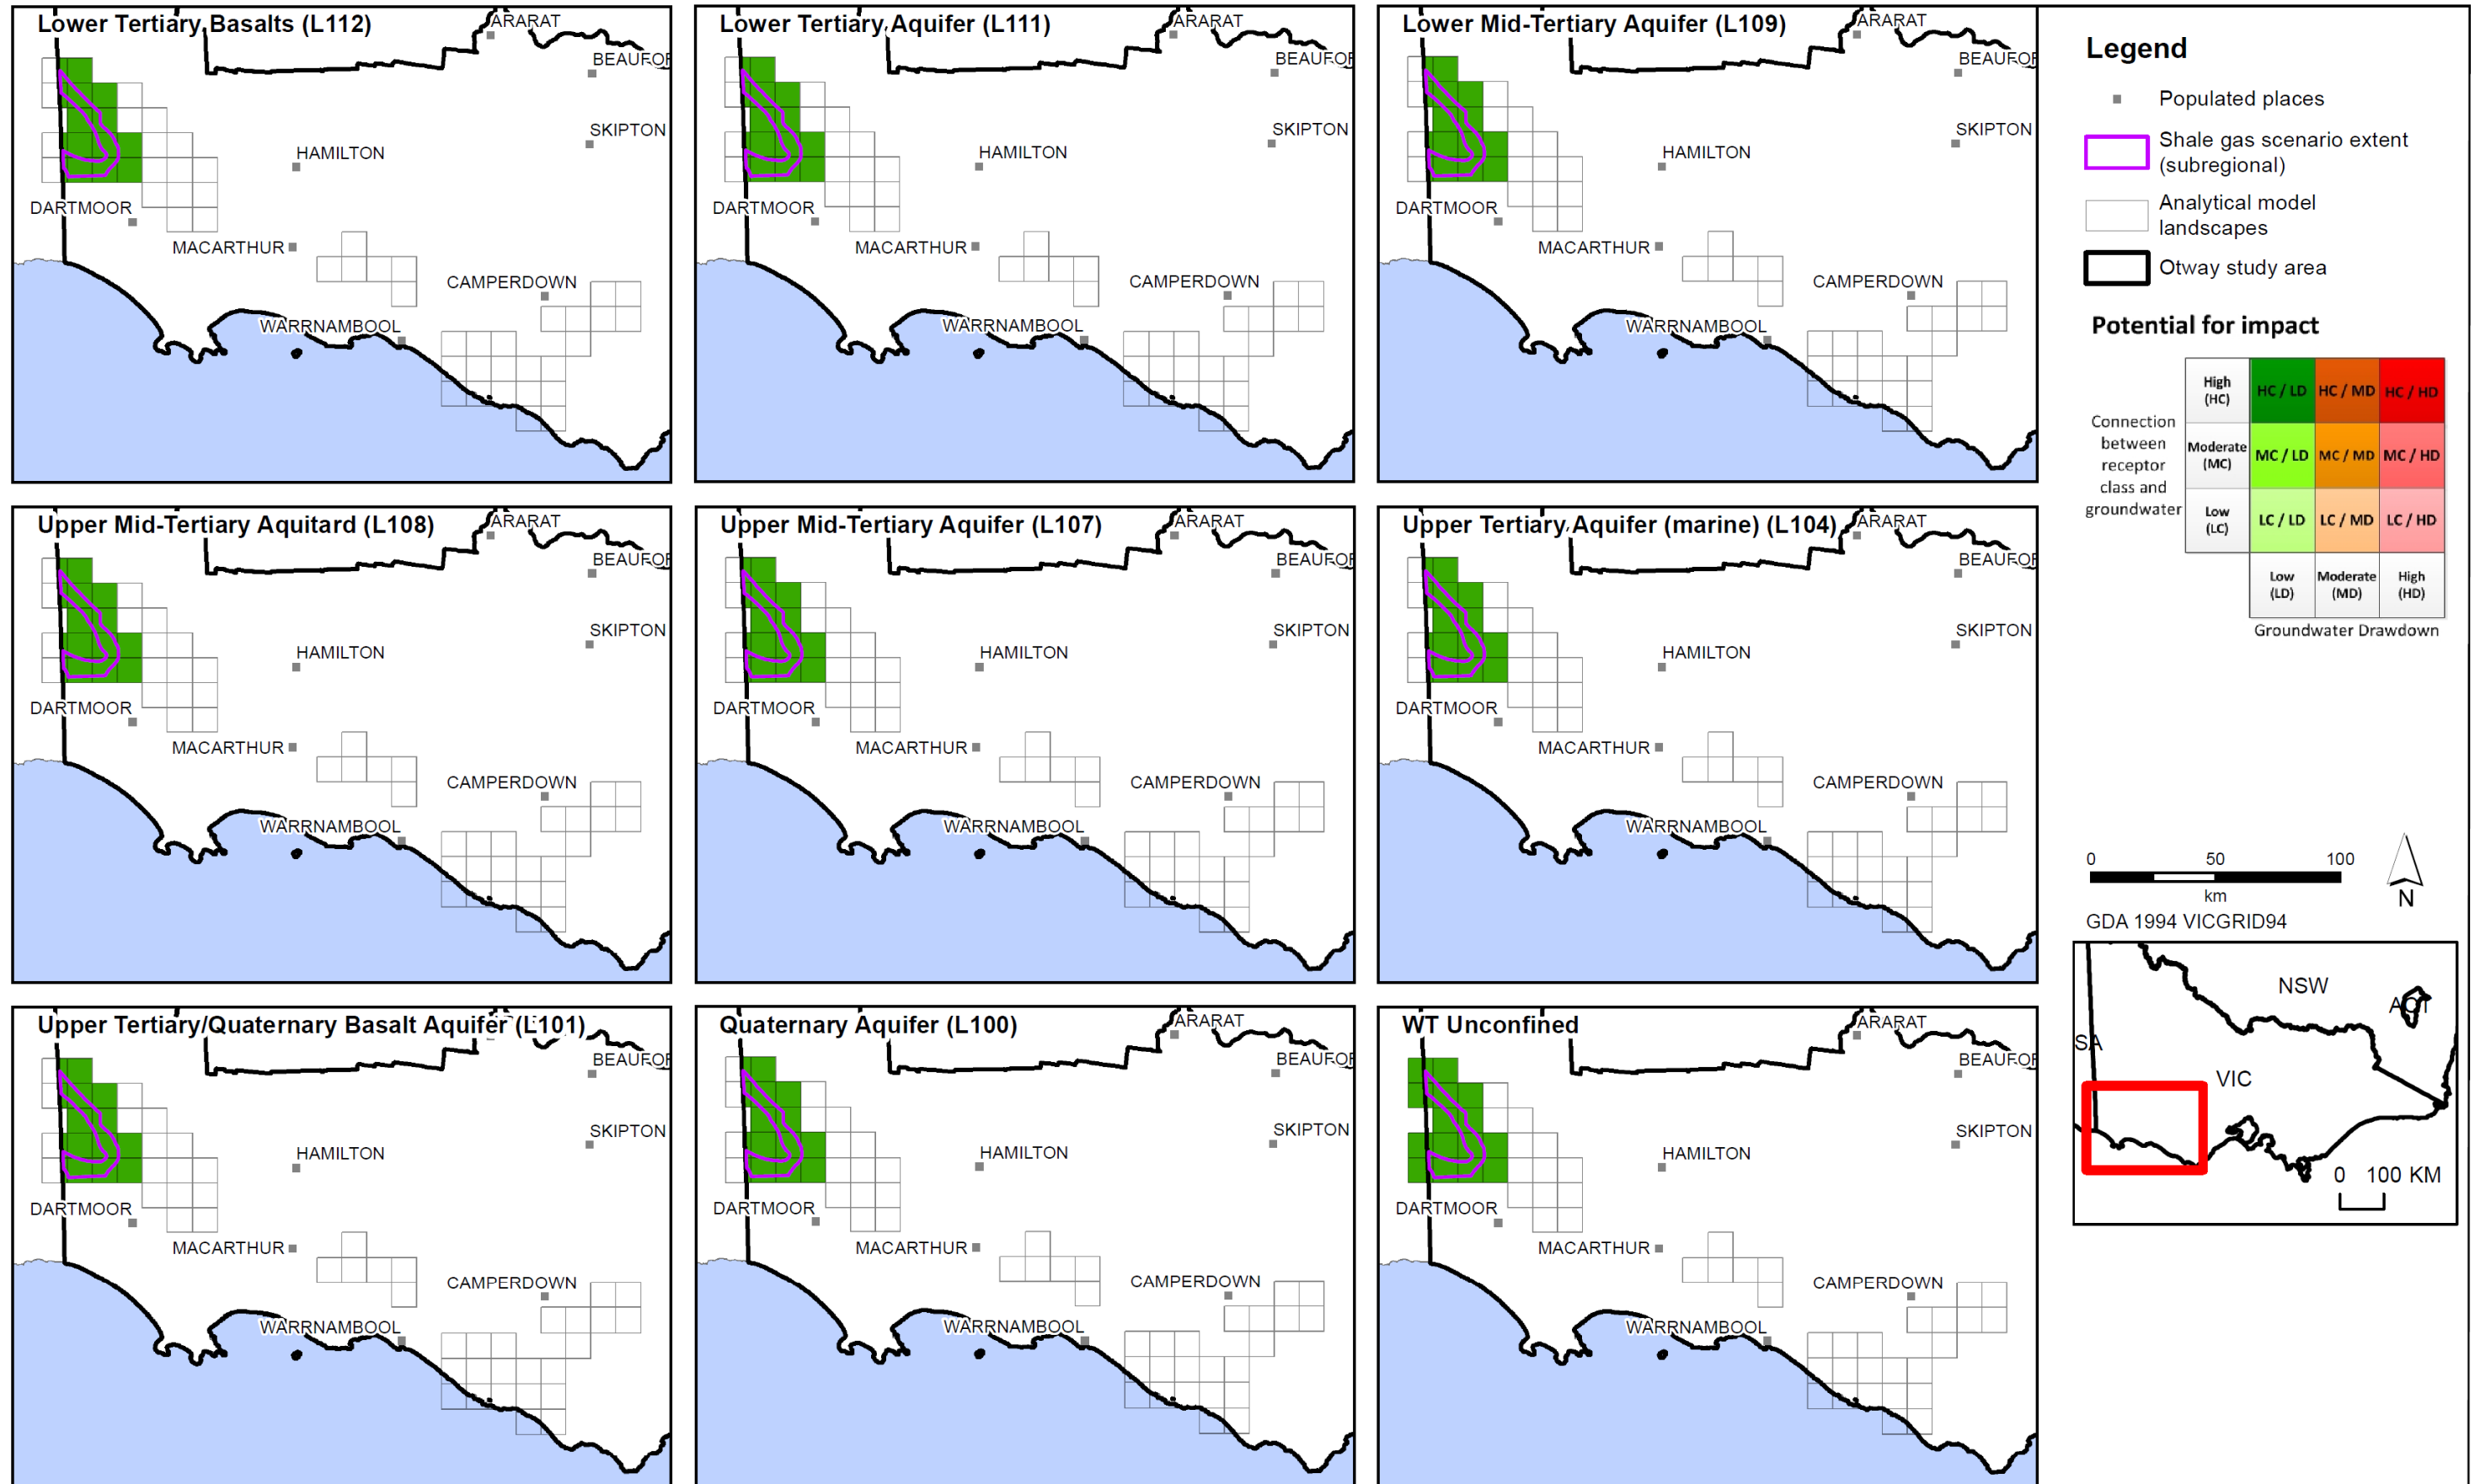 Lower Tertiary Basalts (L112)
ARARAT
BEAUFOR
SKIPTON
HAMILTON
DARTMOOR
MACARTHUR
CAMPERDOWN
WARRNAMBOOL
Lower Tertiary Aquifer (L111)
ARARAT
BEAUFOR
SKIPTON
HAMILTON
DARTMOOR
MACARTHUR
CAMPERDOWN
WARRNAMBOOL
Lower Mid-Tertiary Aquifer (L109)
ARARAT
BEAUFOR
SKIPTON
HAMILTON
DARTMOOR
MACARTHUR
CAMPERDOWN
WARRNAMBOOL
Upper Mid-Tertiary Aquitard (L108)
ARARAT
BEAUFOR
SKIPTON
HAMILTON
DARTMOOR
MACARTHUR
CAMPERDOWN
WARRNAMBOOL
Upper Mid-Tertiary Aquifer (L107)
ARARAT
BEAUFOR
SKIPTON
HAMILTON
DARTMOOR
MACARTHUR
CAMPERDOWN
WARRNAMBOOL
Upper Tertiary Aquifer (marine) (L104)
ARARAT
BEAUFOR
SKIPTON
HAMILTON
DARTMOOR
MACARTHUR
CAMPERDOWN
WARRNAMBOOL
Upper Tertiary/Quaternary Basalt Aquifer (L101)
BEAUFOR
SKIPTON
HAMILTON
DARTMOOR
MACARTHUR
CAMPERDOWN
WARRNAMBOOL
Quaternary Aquifer (L100)
ARARAT
BEAUFOR
SKIPTON
HAMILTON
DARTMOOR
MACARTHUR
CAMPERDOWN
WARRNAMBOOL
WT Unconfined
ARARAT
BEAUFOR
SKIPTON
HAMILTON
DARTMOOR
MACARTHUR
CAMPERDOWN
WARRNAMBOOL
Legend
Populated places
Shale gas scenario extent
(subregional)
Analytical model
landscapes
Otway study area
Potential for impact
Connection
between
receptor
class and
groundwater
High
(HC)
HC / LD HC / MD HC / HD
Moderate
(MC)
MC / LD MC / MD MC / HD
Low
(LC)
LC / LD LC / MD LC / HD
Low
(LD)
Moderate
(MD)
High
(HD)
Groundwater Drawdown
0 50 100
km
N
GDA 1994 VICGRID94
NSW
ACT
SA
VIC
0 100 KM